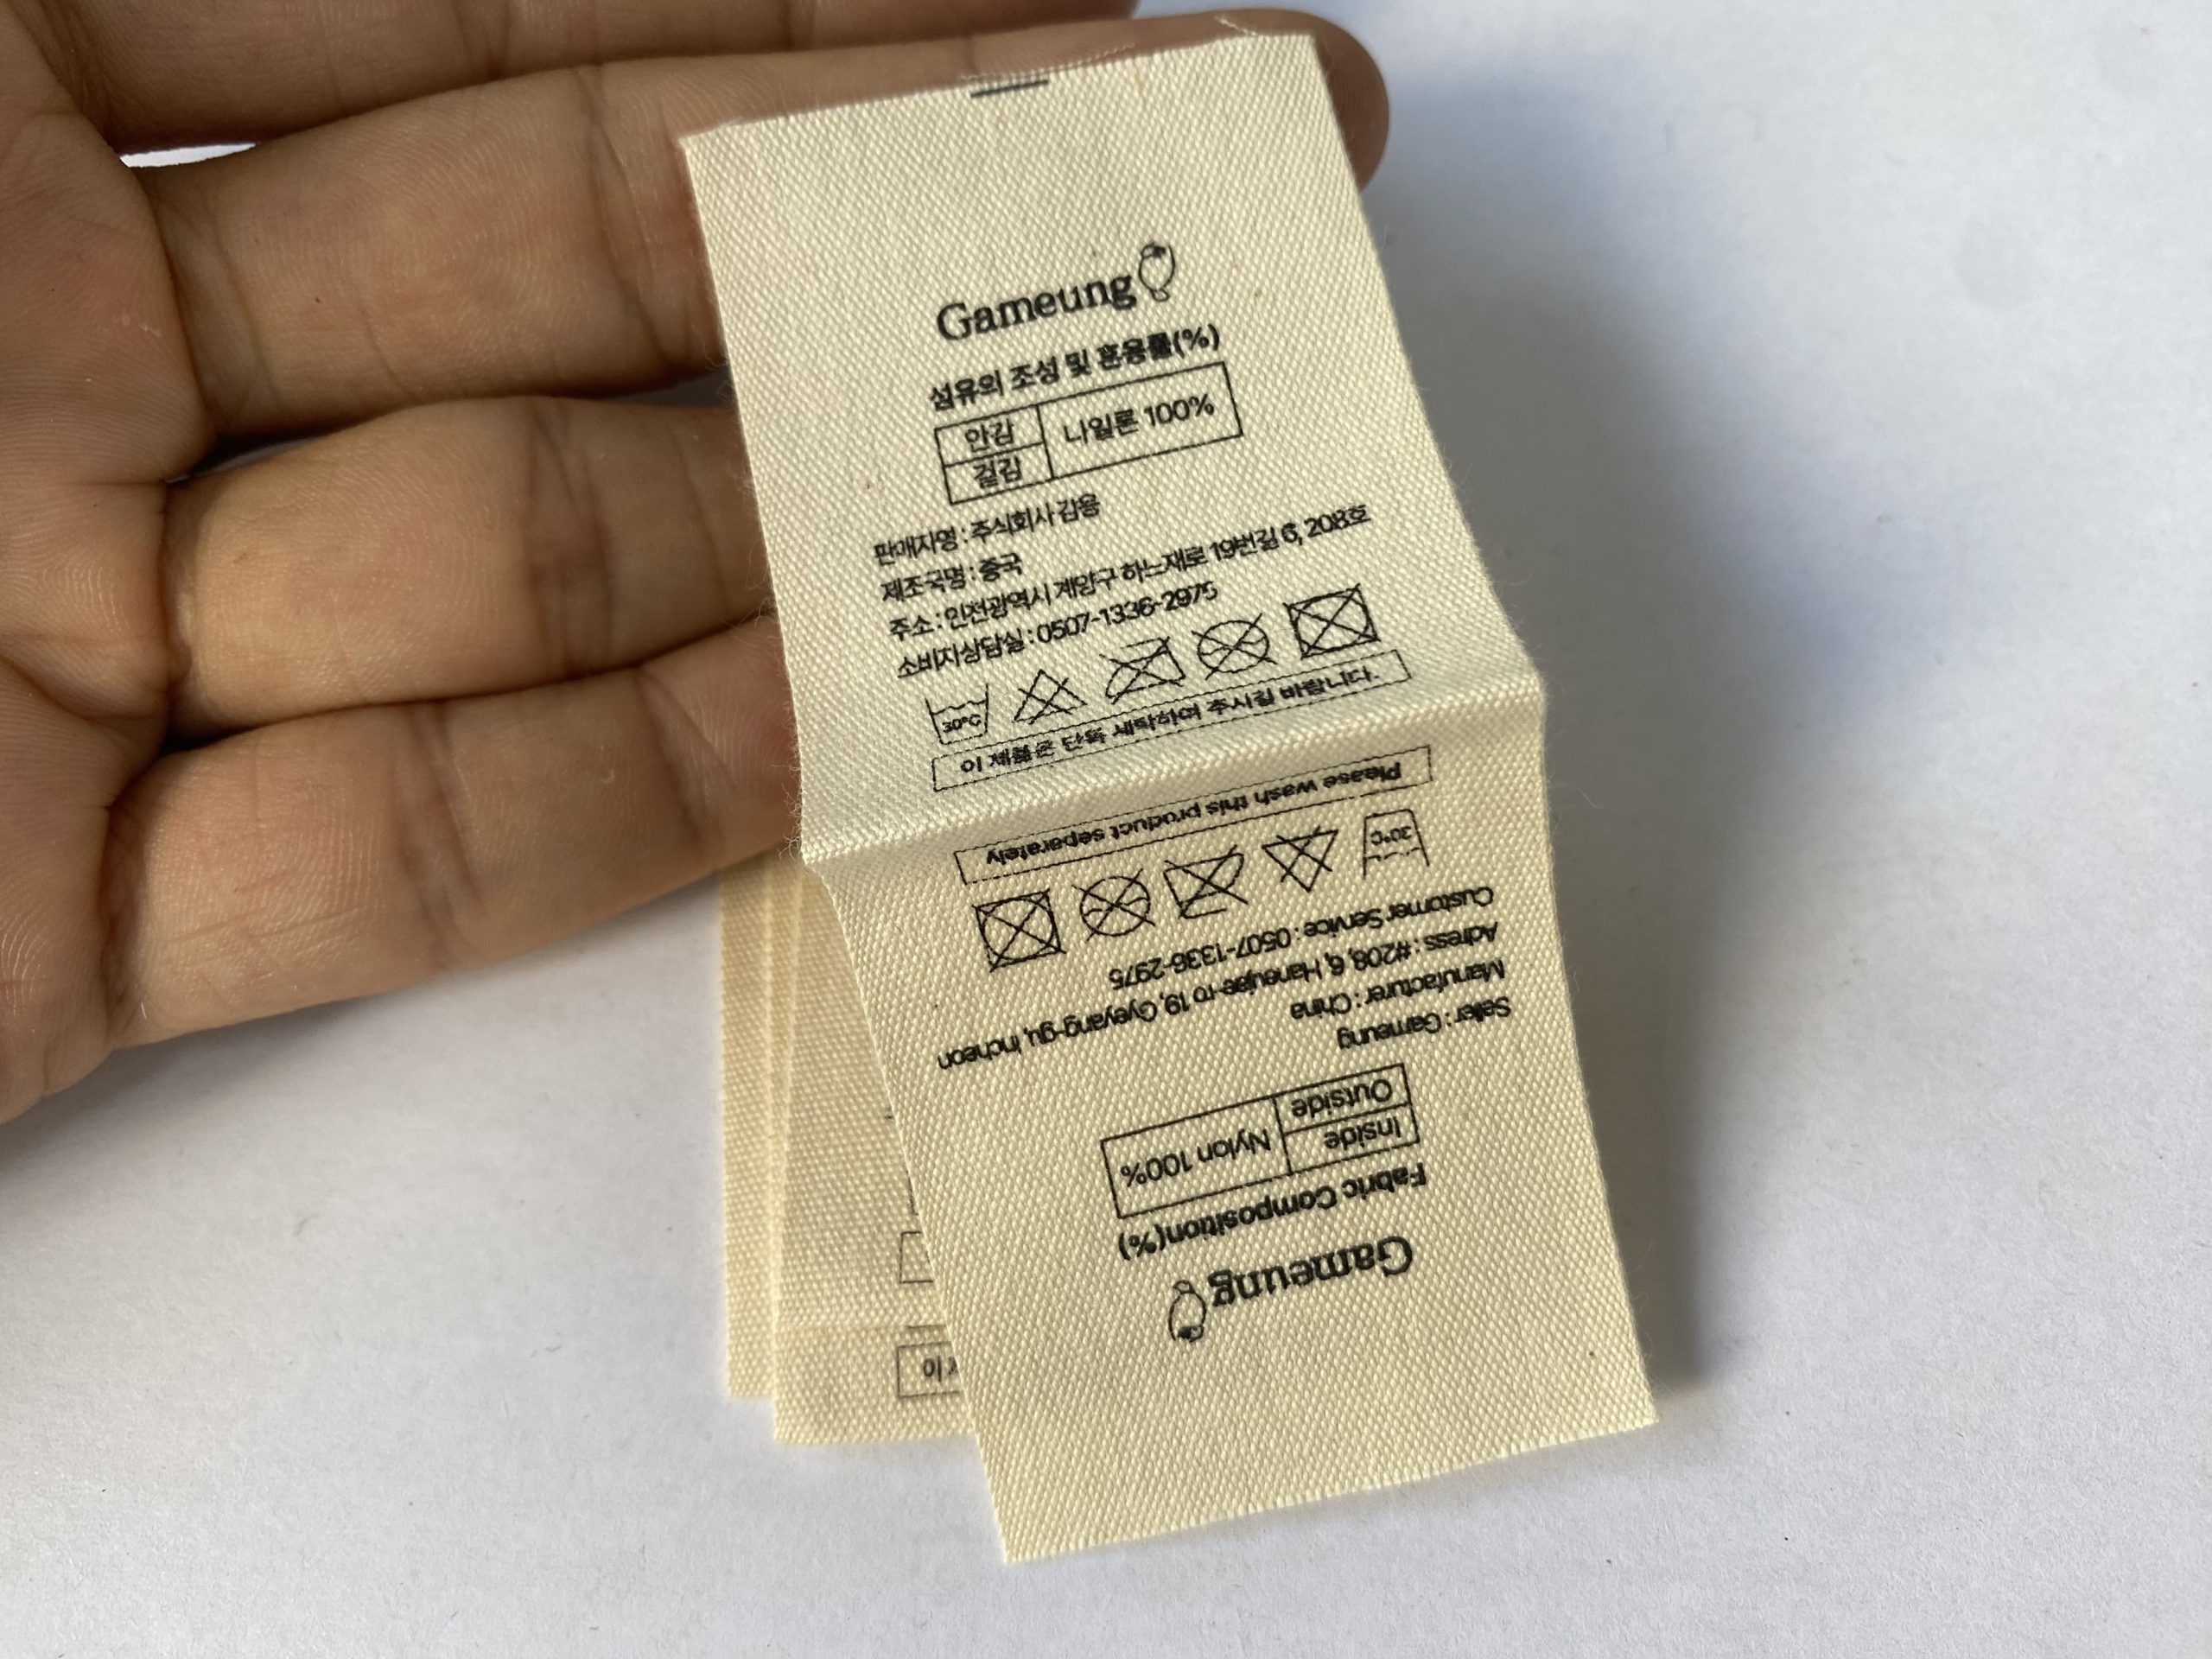 Gameung
섬유의 조성 및 혼용률(%)
안감
나일론 100%
겉감
판매자명 : 주식회사 감웅
제조국명 : 중국
주소 : 인천광역시 계양구 하느재로 19번길 6, 208호
소비자상담실 : 0507-1336-2975
30°C
이 제품은 단독 세탁하여 주시길 바랍니다.
Gameung
Fabric Composition(%)
Inside
Nylon 100%
Outside
Seller : Gameung
Manufacturer : China
Adress : #208, 6, Haneujae-ro 19, Gyeyang-gu, Incheon
Customer Service : 0507-1336-2975
30°C
Please wash this product separately